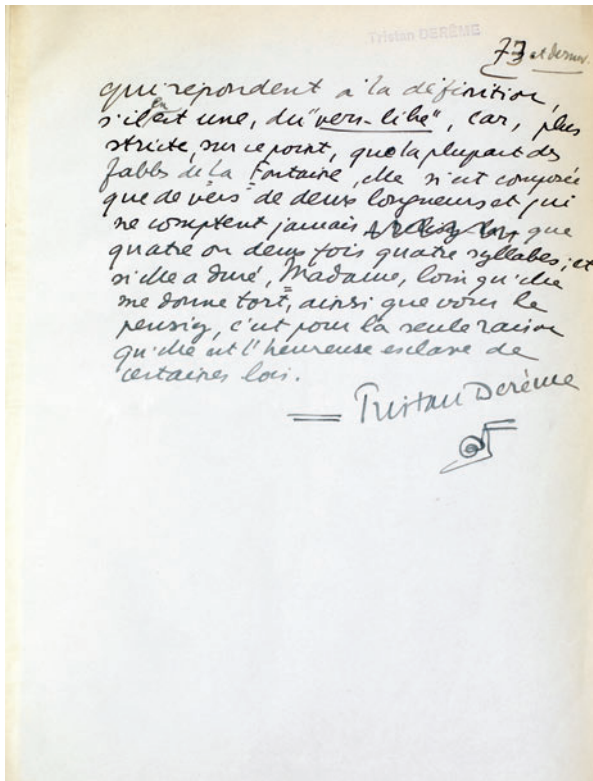 Tristan DERÊME
73 et dernier.
qui répondent à la définition,
s'il en est une, du "vers-libre", car, plus
stricte, sur ce point, que la plupart des
fables de la Fontaine, elle n'est composée
que de vers de deux longueurs et qui
ne comptent jamais que
quatre ou deux fois quatre syllabes; et
si elle a duré, Madame, loin qu'elle
me donne tort, ainsi que vous le
pensiez, c'est pour la seule raison
qu'elle est l'heureuse esclave de
certaines lois.
Tristan Derème